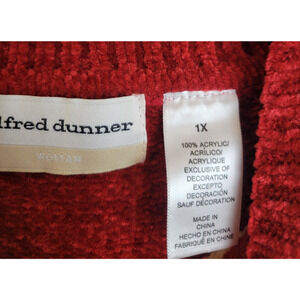 lfred dunner
WOMAN
1X
100% ACRYLIC/
ACRÍLICO/
ACRYLIQUE
EXCLUSIVE OF
DECORATION
EXCEPTO
DECORACIÓN
SAUF DÉCORATION
MADE IN
CHINA
HECHO EN CHINA
FABRIQUÉ EN CHINE